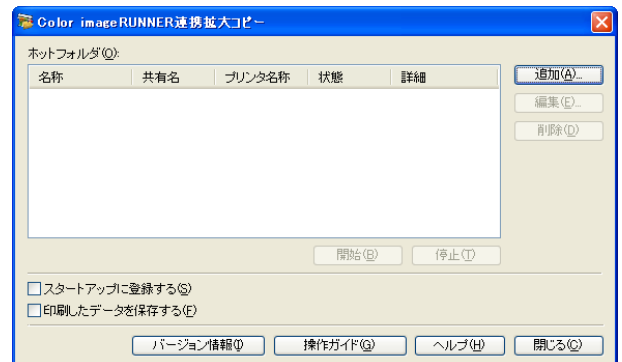 Color imageRUNNER連携拡大コピー
ホットフォルダ(O):
名称 共有名 プリンタ名称 状態 詳細
追加(A)...
編集(E)...
削除(D)
開始(B) 停止(T)
スタートアップに登録する(S)
印刷したデータを保存する(F)
バージョン情報(I) 操作ガイド(G) ヘルプ(H) 閉じる(C)